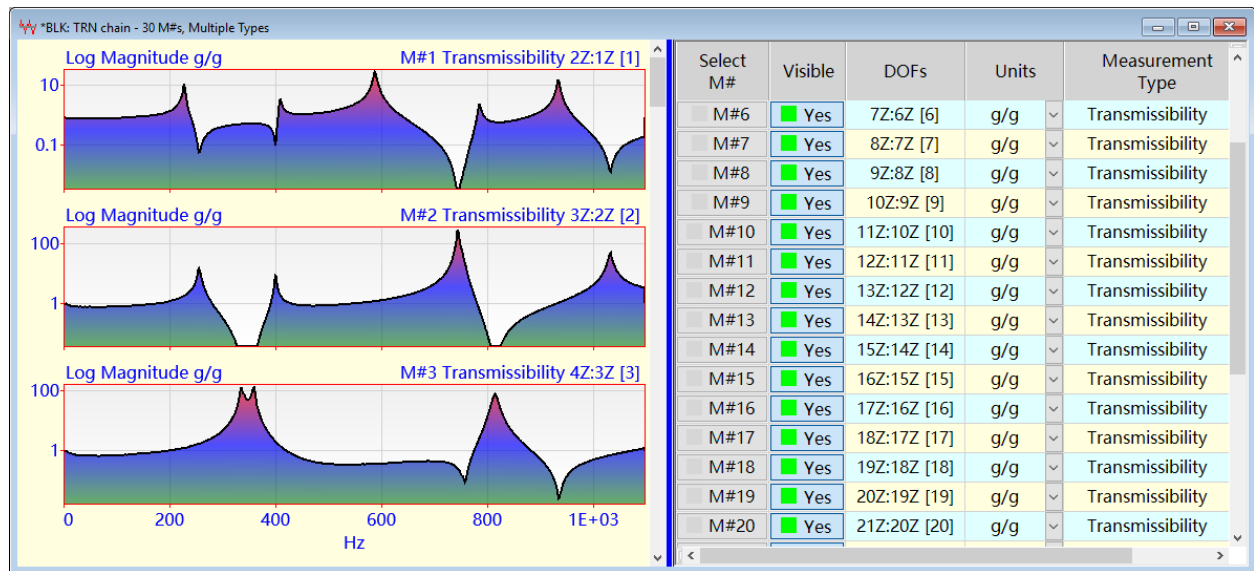 *BLK: TRN chain - 30 M#s, Multiple Types
Log Magnitude g/g M#1 Transmissibility 2Z:1Z [1]
10
0.1
Log Magnitude g/g M#2 Transmissibility 3Z:2Z [2]
100
1
Log Magnitude g/g M#3 Transmissibility 4Z:3Z [3]
100
1
0 200 400 600 800 1E+03
Hz
Select M# Visible DOFs Units Measurement Type
M#6 Yes 7Z:6Z [6] g/g Transmissibility
M#7 Yes 8Z:7Z [7] g/g Transmissibility
M#8 Yes 9Z:8Z [8] g/g Transmissibility
M#9 Yes 10Z:9Z [9] g/g Transmissibility
M#10 Yes 11Z:10Z [10] g/g Transmissibility
M#11 Yes 12Z:11Z [11] g/g Transmissibility
M#12 Yes 13Z:12Z [12] g/g Transmissibility
M#13 Yes 14Z:13Z [13] g/g Transmissibility
M#14 Yes 15Z:14Z [14] g/g Transmissibility
M#15 Yes 16Z:15Z [15] g/g Transmissibility
M#16 Yes 17Z:16Z [16] g/g Transmissibility
M#17 Yes 18Z:17Z [17] g/g Transmissibility
M#18 Yes 19Z:18Z [18] g/g Transmissibility
M#19 Yes 20Z:19Z [19] g/g Transmissibility
M#20 Yes 21Z:20Z [20] g/g Transmissibility